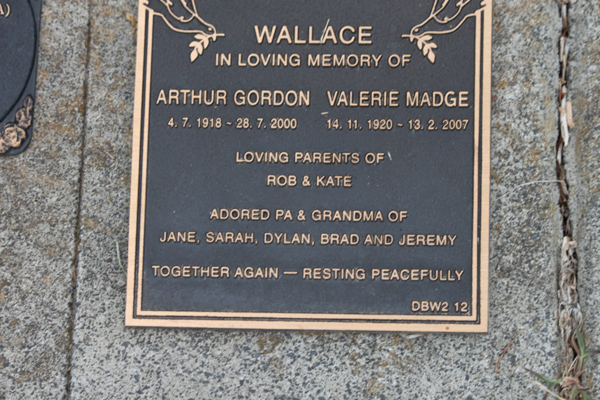 A)
WALLACE
IN LOVING MEMORY OF
ARTHUR GORDON VALERIE MADGE
4. 7. 1918 ~ 28. 7. 2000 14. 11. 1920 ~ 13. 2. 2007
LOVING PARENTS OF
ROB & KATE
ADORED PA & GRANDMA OF
JANE, SARAH, DYLAN, BRAD AND JEREMY
TOGETHER AGAIN — RESTING PEACEFULLY
DBW2 12